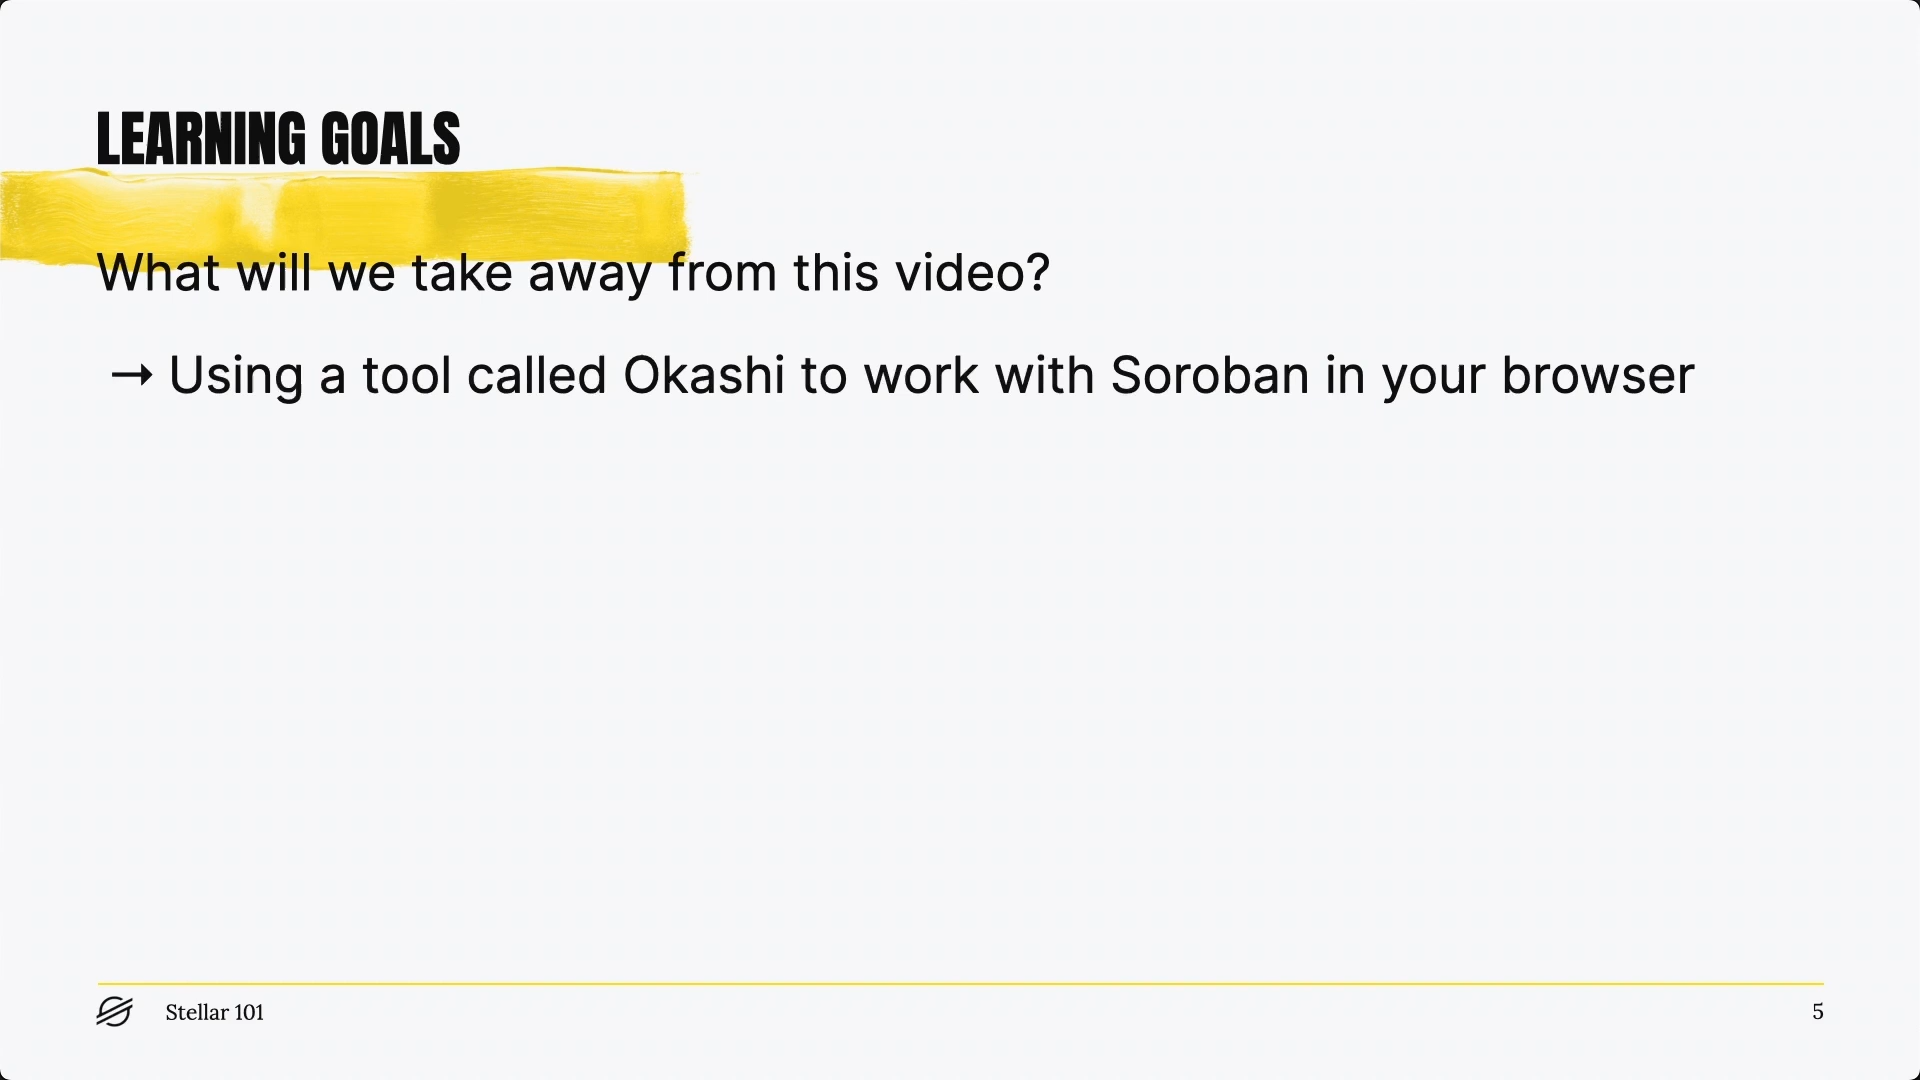 LEARNING GOALS
What will we take away from this video?
→ Using a tool called Okashi to work with Soroban in your browser
Stellar 101
5